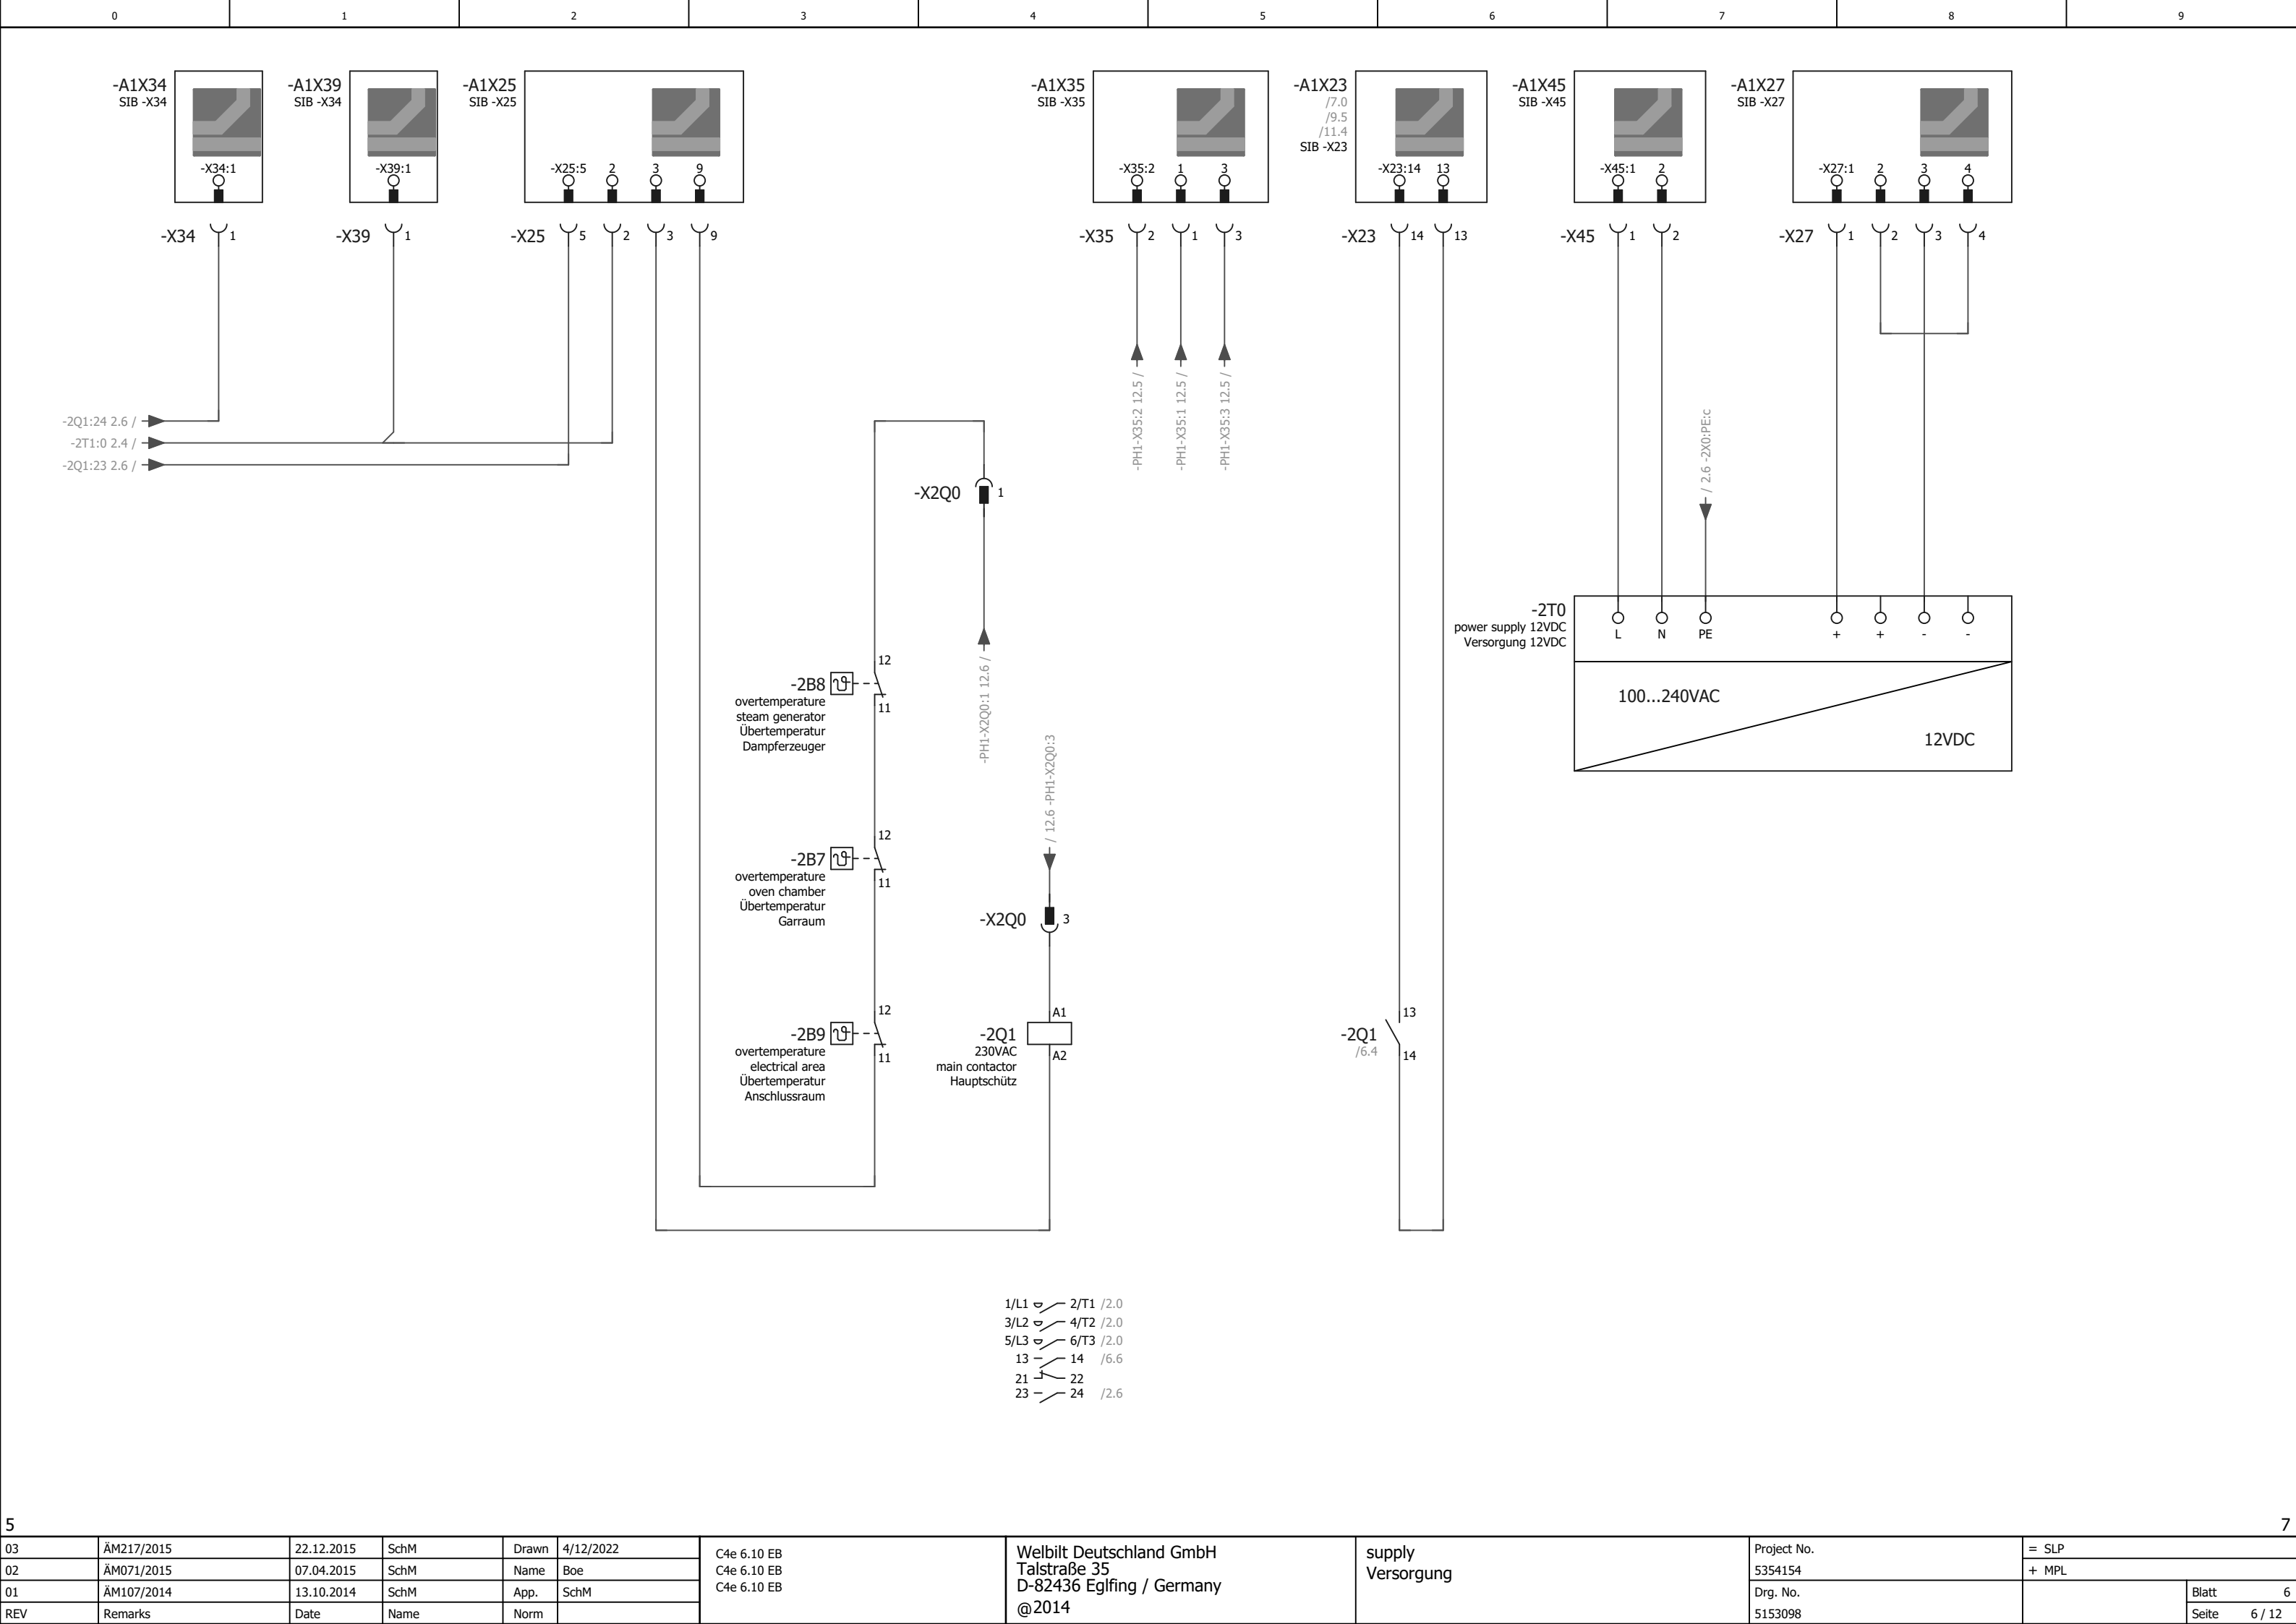 0 1 2 3 4 5 6 7 8 9
-A1X34
SIB -X34
-X34:1
-X34 1
-A1X39
SIB -X34
-X39:1
-X39 1
-A1X25
SIB -X25
-X25:5 2 3 9
-X25 5 2 3 9
-A1X35
SIB -X35
-X35:2 1 3
-X35 2 1 3
-A1X23
/7.0
/9.5
/11.4
SIB -X23
-X23:14 13
-X23 14 13
-A1X45
SIB -X45
-X45:1 2
-X45 1 2
-A1X27
SIB -X27
-X27:1 2 3 4
-X27 1 2 3 4
-2Q1:24 2.6 /
-2T1:0 2.4 /
-2Q1:23 2.6 /
-PH1-X35:2 12.5 /
-PH1-X35:1 12.5 /
-PH1-X35:3 12.5 /
/ 2.6 -2X0:PE:c
-X2Q0 1
-PH1-X2Q0:1 12.6 /
-2T0
power supply 12VDC
Versorgung 12VDC
L N PE + + - -
100...240VAC
12VDC
12
-2B8
11
overtemperature
steam generator
Übertemperatur
Dampferzeuger
/ 12.6 -PH1-X2Q0:3
12
-2B7
11
overtemperature
oven chamber
Übertemperatur
Garraum
-X2Q0 3
12
-2B9
11
overtemperature
electrical area
Übertemperatur
Anschlussraum
A1
-2Q1
230VAC
A2
main contactor
Hauptschütz
13
-2Q1
/6.4
14
1/L1 2/T1 /2.0
3/L2 4/T2 /2.0
5/L3 6/T3 /2.0
13 14 /6.6
21 22
23 24 /2.6
5 7
03 ÄM217/2015 22.12.2015 SchM Drawn 4/12/2022
02 ÄM071/2015 07.04.2015 SchM Name Boe
01 ÄM107/2014 13.10.2014 SchM App. SchM
REV Remarks Date Name Norm
C4e 6.10 EB
C4e 6.10 EB
C4e 6.10 EB
Welbilt Deutschland GmbH
Talstraße 35
D-82436 Eglfing / Germany
@2014
supply
Versorgung
Project No.
5354154
Drg. No.
5153098
= SLP
+ MPL
Blatt 6
Seite 6 / 12